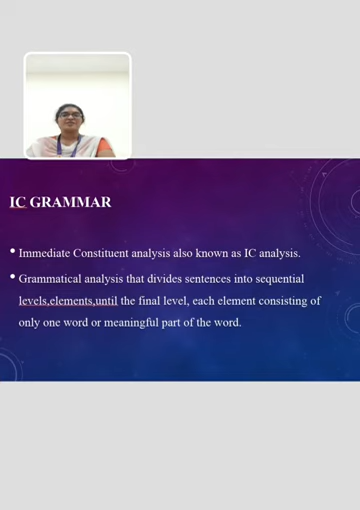 IC GRAMMAR
• Immediate Constituent analysis also known as IC analysis.
• Grammatical analysis that divides sentences into sequential
levels,elements,until the final level, each element consisting of
only one word or meaningful part of the word.